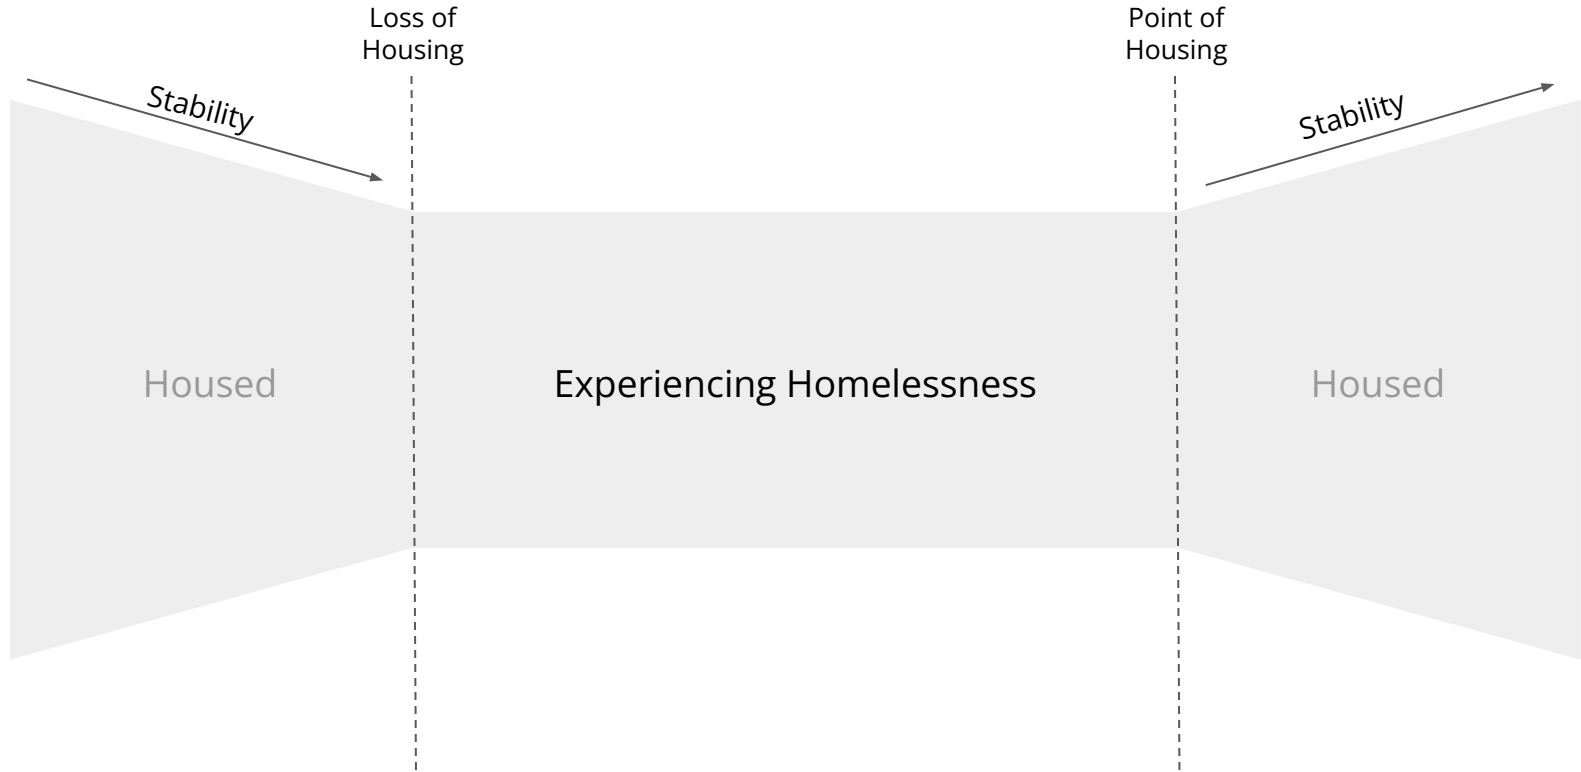 Loss of
Housing
Point of
Housing
Stability
Stability
Housed
Experiencing Homelessness
Housed